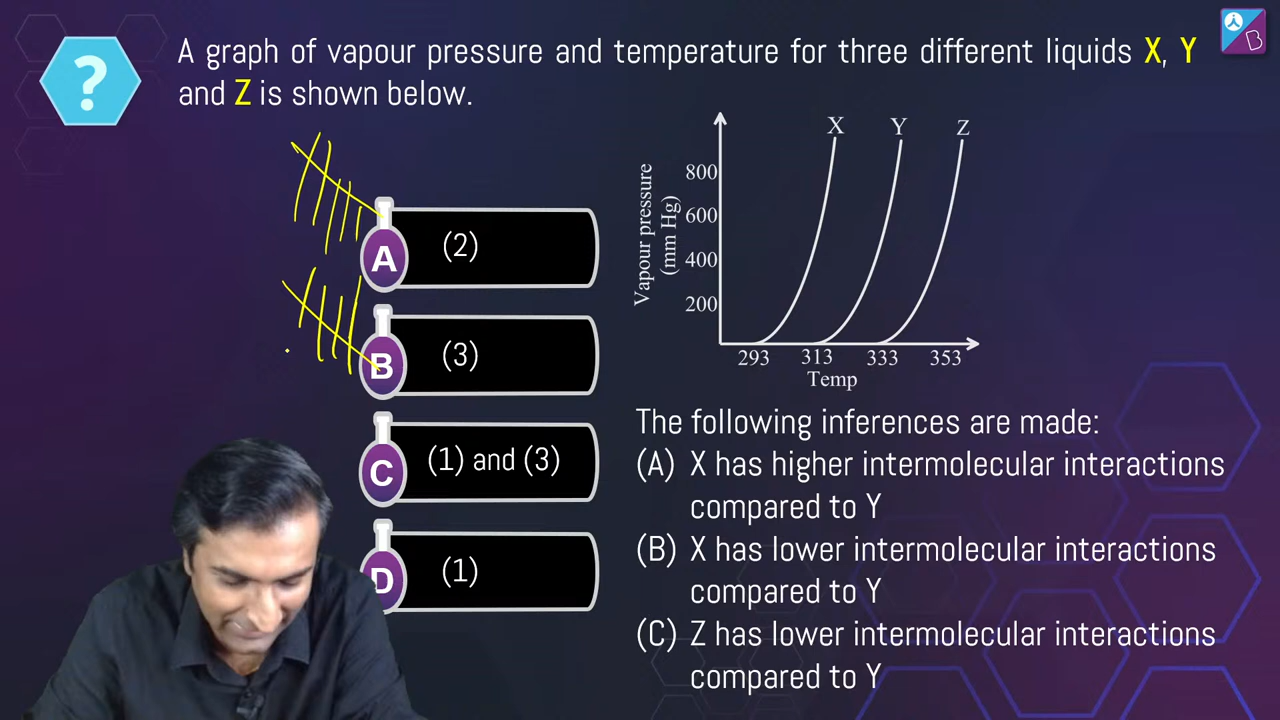 ?
A graph of vapour pressure and temperature for three different liquids X, Y
and Z is shown below.
B
A (2)
B (3)
C (1) and (3)
D (1)
X Y Z
Vapour pressure
(mm Hg)
800
600
400
200
293 313 333 353
Temp
The following inferences are made:
(A) X has higher intermolecular interactions
compared to Y
(B) X has lower intermolecular interactions
compared to Y
(C) Z has lower intermolecular interactions
compared to Y